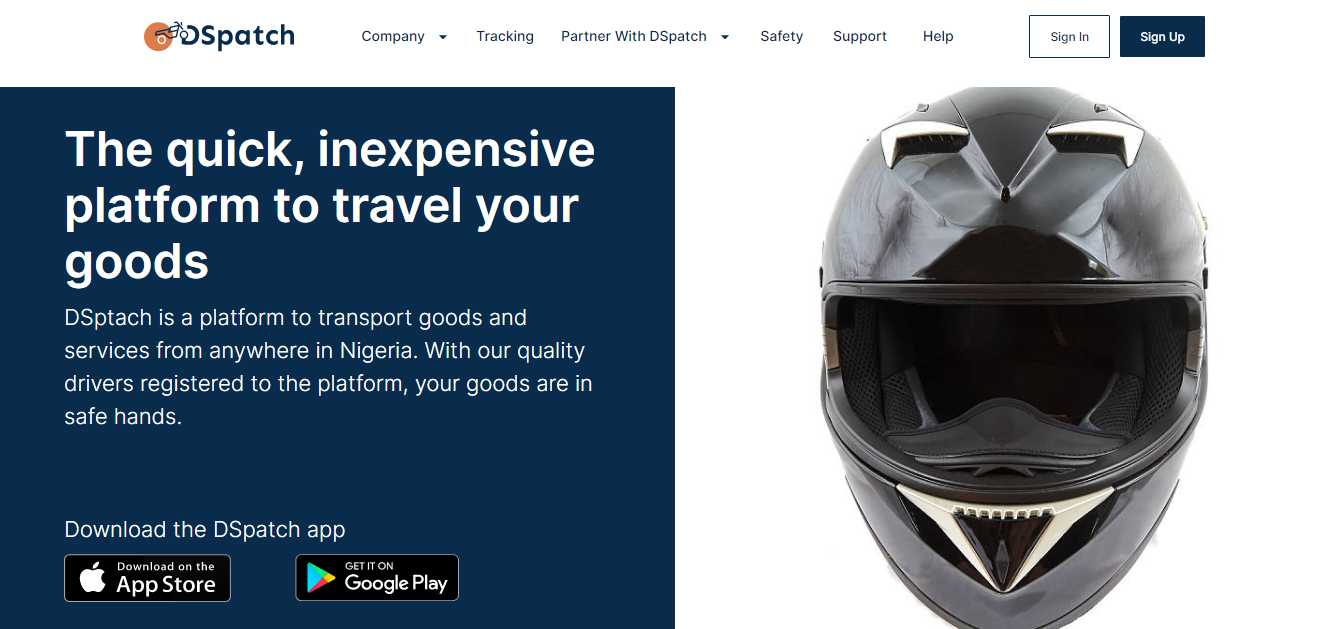 DSpatch
Company
Tracking
Partner With DSpatch
Safety
Support
Help
Sign In
Sign Up
The quick, inexpensive
platform to travel your
goods
DSptach is a platform to transport goods and
services from anywhere in Nigeria. With our quality
drivers registered to the platform, your goods are in
safe hands.
Download the DSpatch app
Download on the
App Store
GET IT ON
Google Play